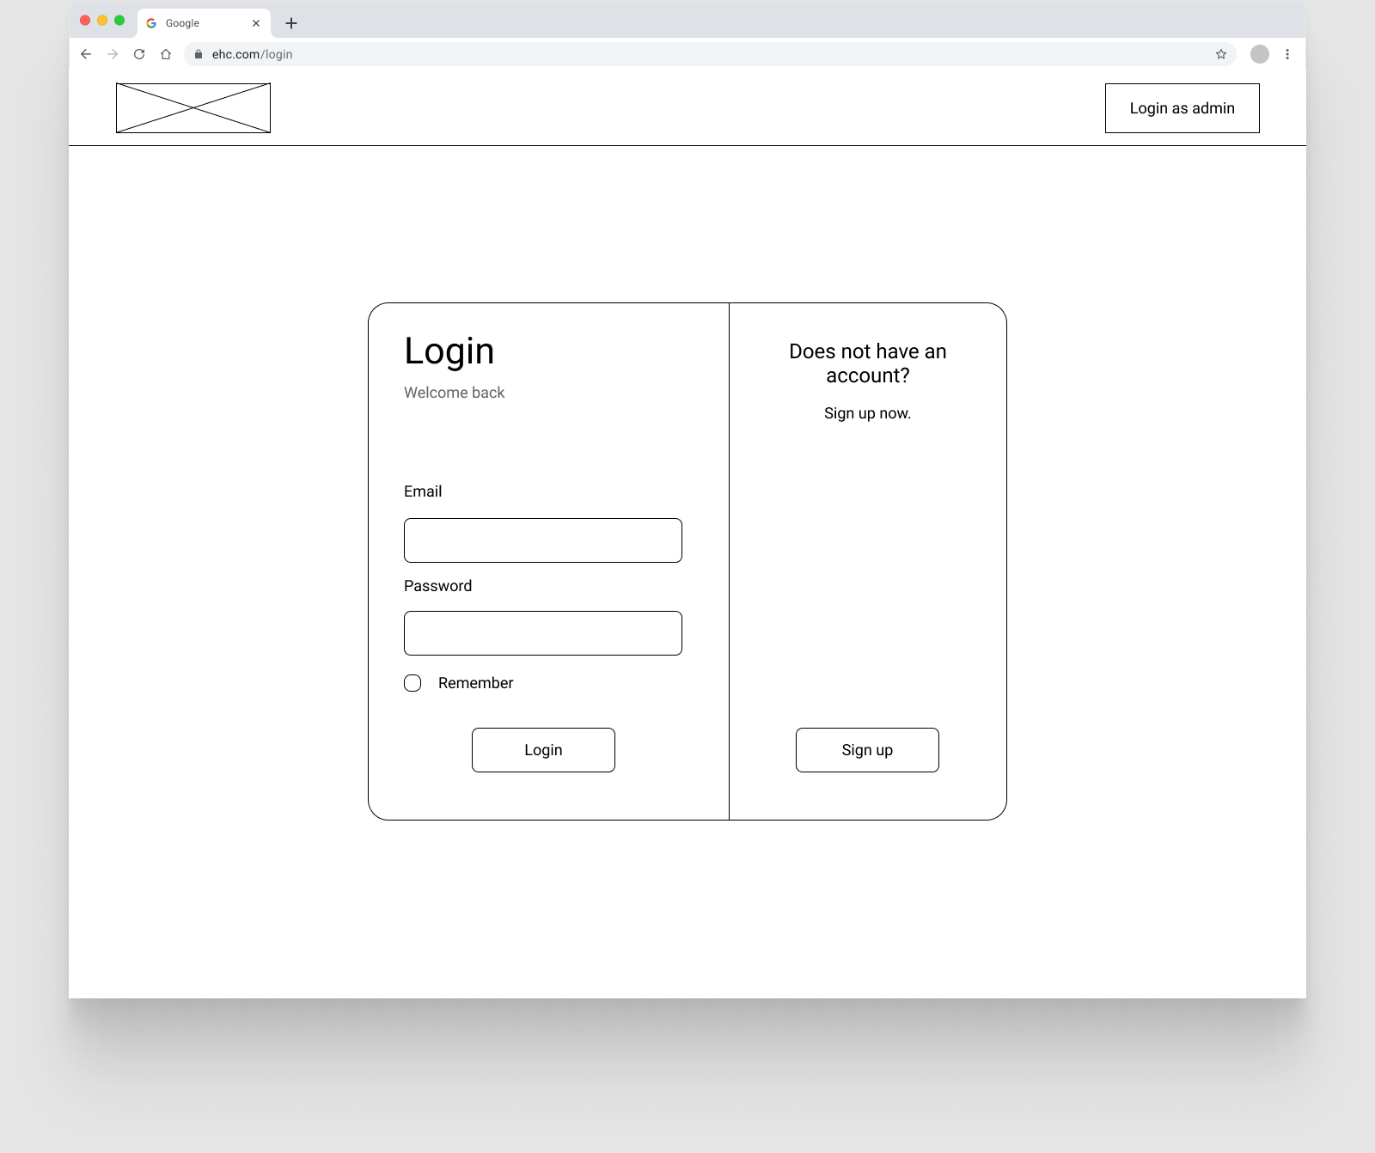 Google
ehc.com/login
Login as admin
Login
Welcome back
Email
Password
Remember
Login
Does not have an
account?
Sign up now.
Sign up